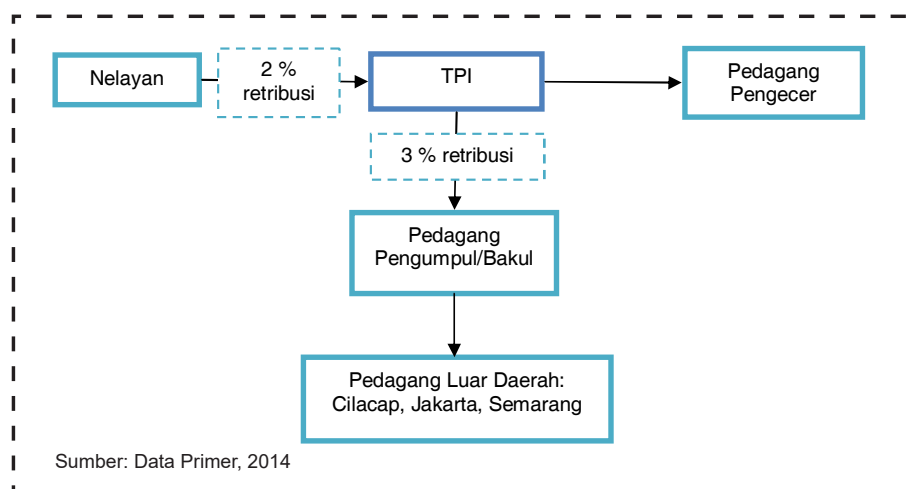 Nelayan
2 %
retribusi
TPI
Pedagang
Pengecer
3 % retribusi
Pedagang
Pengumpul/Bakul
Pedagang Luar Daerah:
Cilacap, Jakarta, Semarang
Sumber: Data Primer, 2014